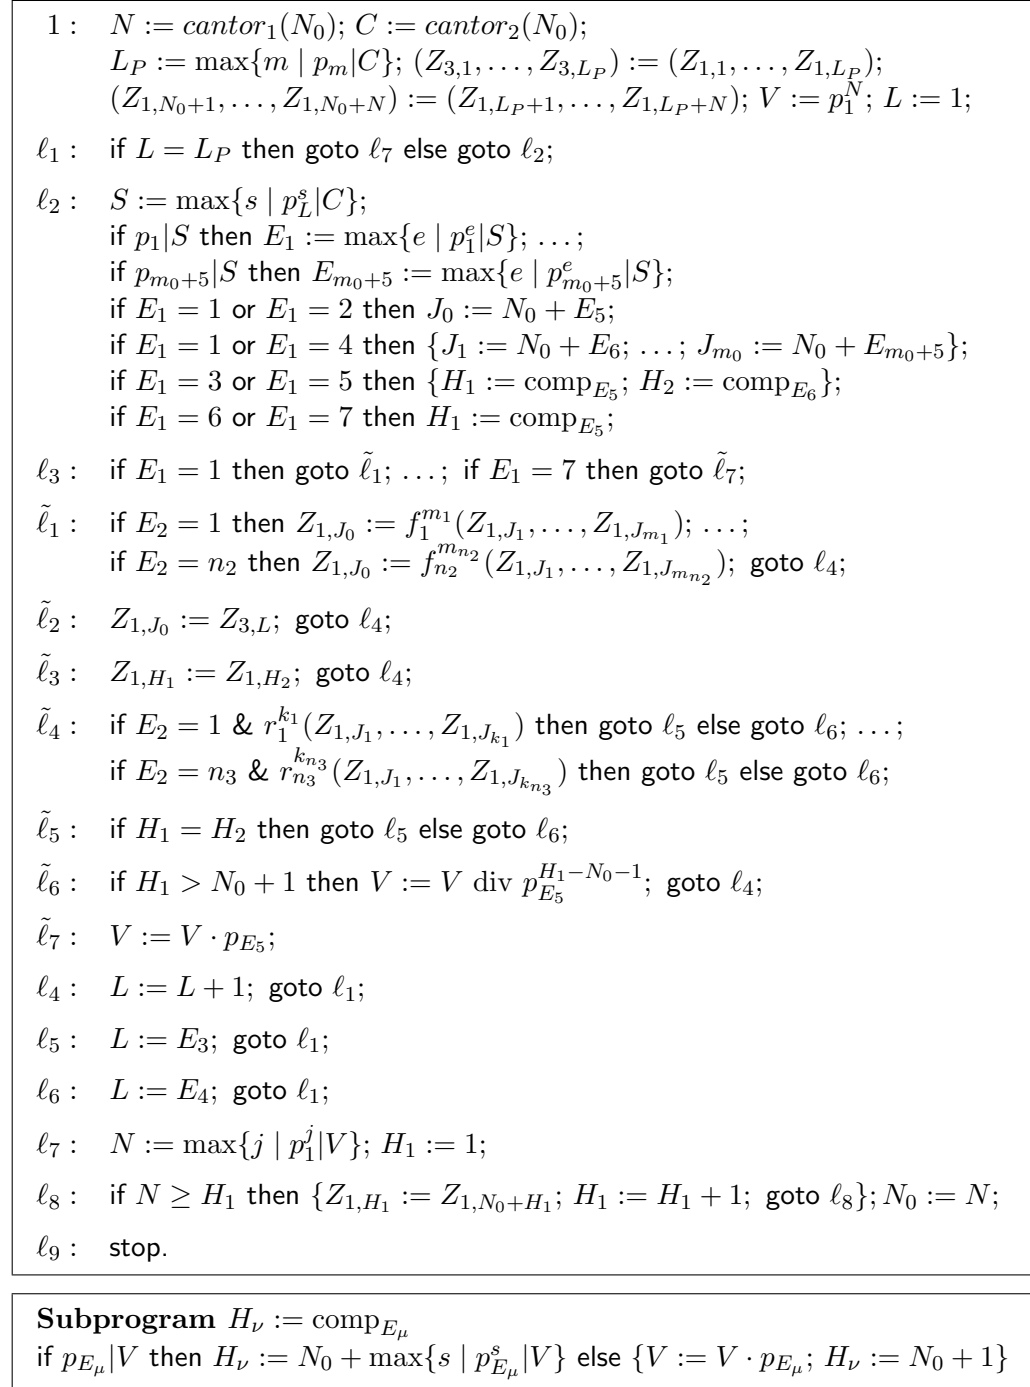 1 : N := cantor₁(N₀); C := cantor₂(N₀);
L_P := max{m | p_m|C}; (Z_{3,1}, …, Z_{3,L_P}) := (Z_{1,1}, …, Z_{1,L_P});
(Z_{1,N₀+1}, …, Z_{1,N₀+N}) := (Z_{1,L_P+1}, …, Z_{1,L_P+N}); V := p_1^N; L := 1;
ℓ₁ : if L = L_P then goto ℓ₇ else goto ℓ₂;
ℓ₂ : S := max{s | p_L^s|C};
if p₁|S then E₁ := max{e | p_1^e|S}; …;
if p_{m₀+5}|S then E_{m₀+5} := max{e | p_{m₀+5}^e|S};
if E₁ = 1 or E₁ = 2 then J₀ := N₀ + E₅;
if E₁ = 1 or E₁ = 4 then {J₁ := N₀ + E₆; …; J_{m₀} := N₀ + E_{m₀+5}};
if E₁ = 3 or E₁ = 5 then {H₁ := comp_{E₅}; H₂ := comp_{E₆}};
if E₁ = 6 or E₁ = 7 then H₁ := comp_{E₅};
ℓ₃ : if E₁ = 1 then goto ℓ̃₁; …; if E₁ = 7 then goto ℓ̃₇;
ℓ̃₁ : if E₂ = 1 then Z_{1,J₀} := f_1^{m₁}(Z_{1,J₁}, …, Z_{1,J_{m₁}}); …;
if E₂ = n₂ then Z_{1,J₀} := f_{n₂}^{m_{n₂}}(Z_{1,J₁}, …, Z_{1,J_{m_{n₂}}}); goto ℓ₄;
ℓ̃₂ : Z_{1,J₀} := Z_{3,L}; goto ℓ₄;
ℓ̃₃ : Z_{1,H₁} := Z_{1,H₂}; goto ℓ₄;
ℓ̃₄ : if E₂ = 1 & r_1^{k₁}(Z_{1,J₁}, …, Z_{1,J_{k₁}}) then goto ℓ₅ else goto ℓ₆; …;
if E₂ = n₃ & r_{n₃}^{k_{n₃}}(Z_{1,J₁}, …, Z_{1,J_{k_{n₃}}}) then goto ℓ₅ else goto ℓ₆;
ℓ̃₅ : if H₁ = H₂ then goto ℓ₅ else goto ℓ₆;
ℓ̃₆ : if H₁ > N₀ + 1 then V := V div p_{E₅}^{H₁−N₀−1}; goto ℓ₄;
ℓ̃₇ : V := V · p_{E₅};
ℓ₄ : L := L + 1; goto ℓ₁;
ℓ₅ : L := E₃; goto ℓ₁;
ℓ₆ : L := E₄; goto ℓ₁;
ℓ₇ : N := max{j | p_1^j|V}; H₁ := 1;
ℓ₈ : if N ≥ H₁ then {Z_{1,H₁} := Z_{1,N₀+H₁}; H₁ := H₁ + 1; goto ℓ₈}; N₀ := N;
ℓ₉ : stop.
Subprogram H_ν := comp_{E_μ}
if p_{E_μ}|V then H_ν := N₀ + max{s | p_{E_μ}^s|V} else {V := V · p_{E_μ}; H_ν := N₀ + 1}